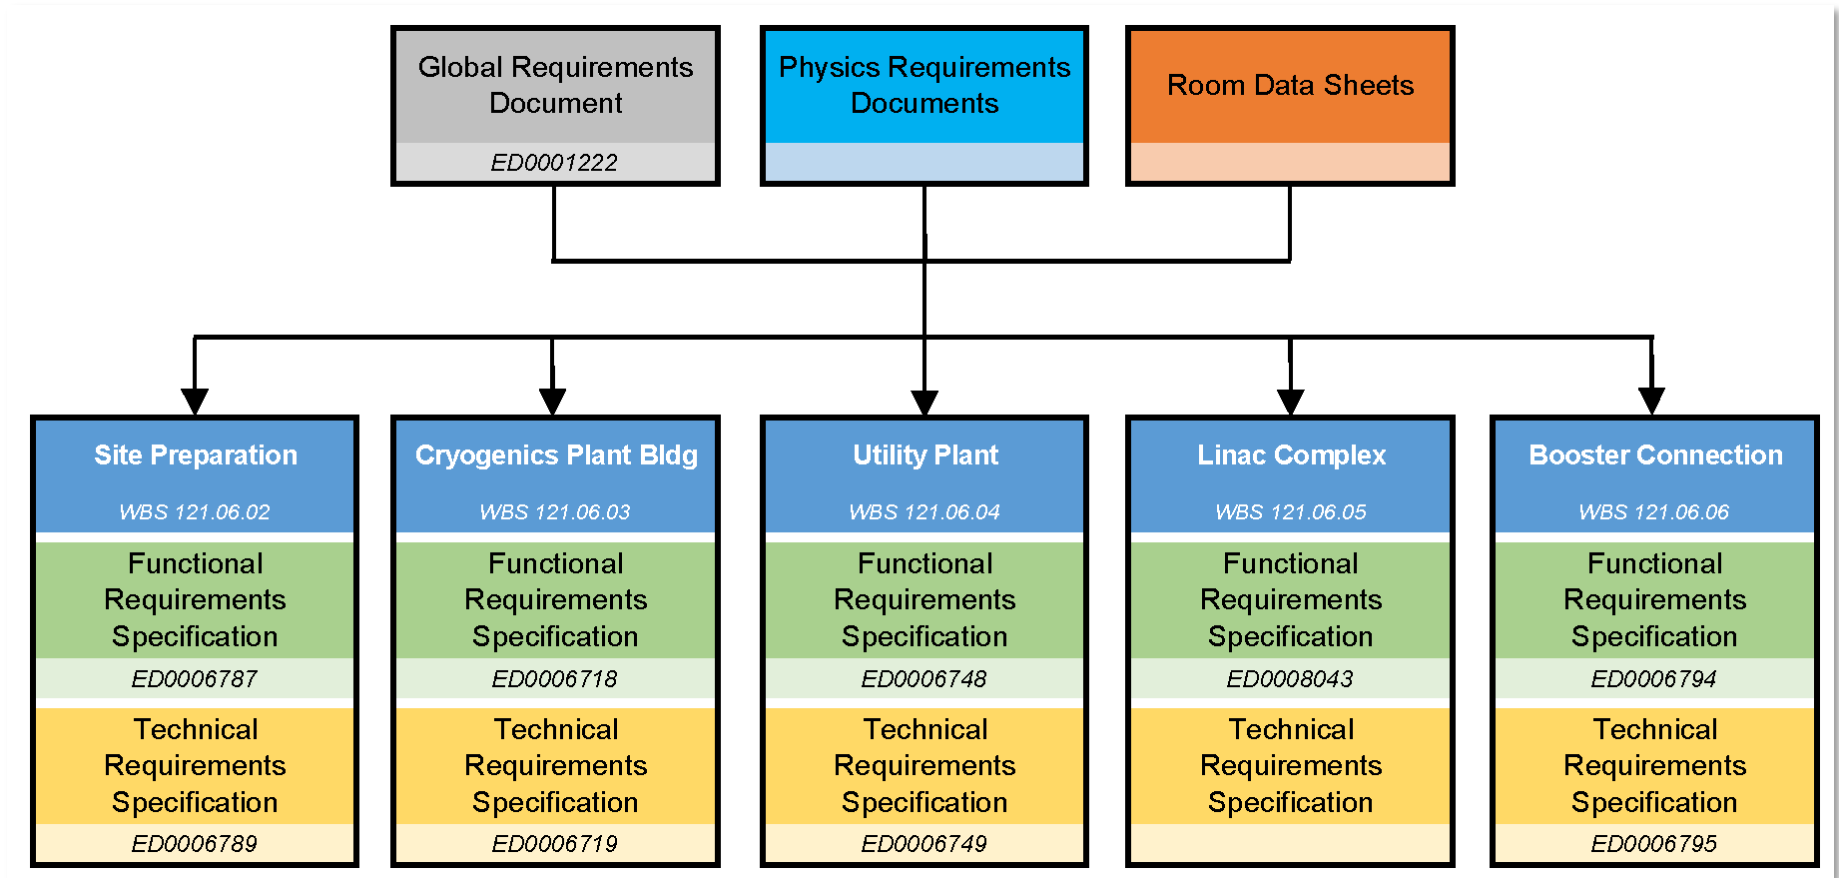 Global Requirements
Document
ED0001222
Physics Requirements
Documents
Room Data Sheets
Site Preparation
WBS 121.06.02
Functional
Requirements
Specification
ED0006787
Technical
Requirements
Specification
ED0006789
Cryogenics Plant Bldg
WBS 121.06.03
Functional
Requirements
Specification
ED0006718
Technical
Requirements
Specification
ED0006719
Utility Plant
WBS 121.06.04
Functional
Requirements
Specification
ED0006748
Technical
Requirements
Specification
ED0006749
Linac Complex
WBS 121.06.05
Functional
Requirements
Specification
ED0008043
Technical
Requirements
Specification
Booster Connection
WBS 121.06.06
Functional
Requirements
Specification
ED0006794
Technical
Requirements
Specification
ED0006795